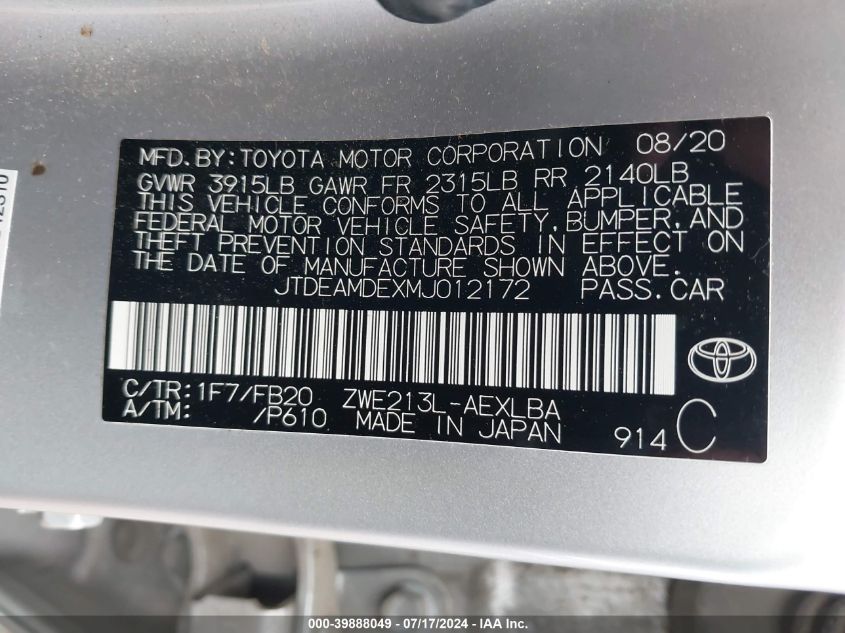 MFD.BY:TOYOTA MOTOR CORPORATION 08/20
GVWR 3915LB GAWR FR 2315LB RR 2140LB
THIS VEHICLE CONFORMS TO ALL APPLICABLE
FEDERAL MOTOR VEHICLE SAFETY,BUMPER,AND
THEFT PREVENTION STANDARDS IN EFFECT ON
THE DATE OF MANUFACTURE SHOWN ABOVE.
JTDEAMDEXMJ012172 PASS.CAR
C/TR:1F7/FB20 ZWE213L-AEXLBA
A/TM: /P610 MADE IN JAPAN 914 C
000-39888049 - 07/17/2024 - IAAI.com